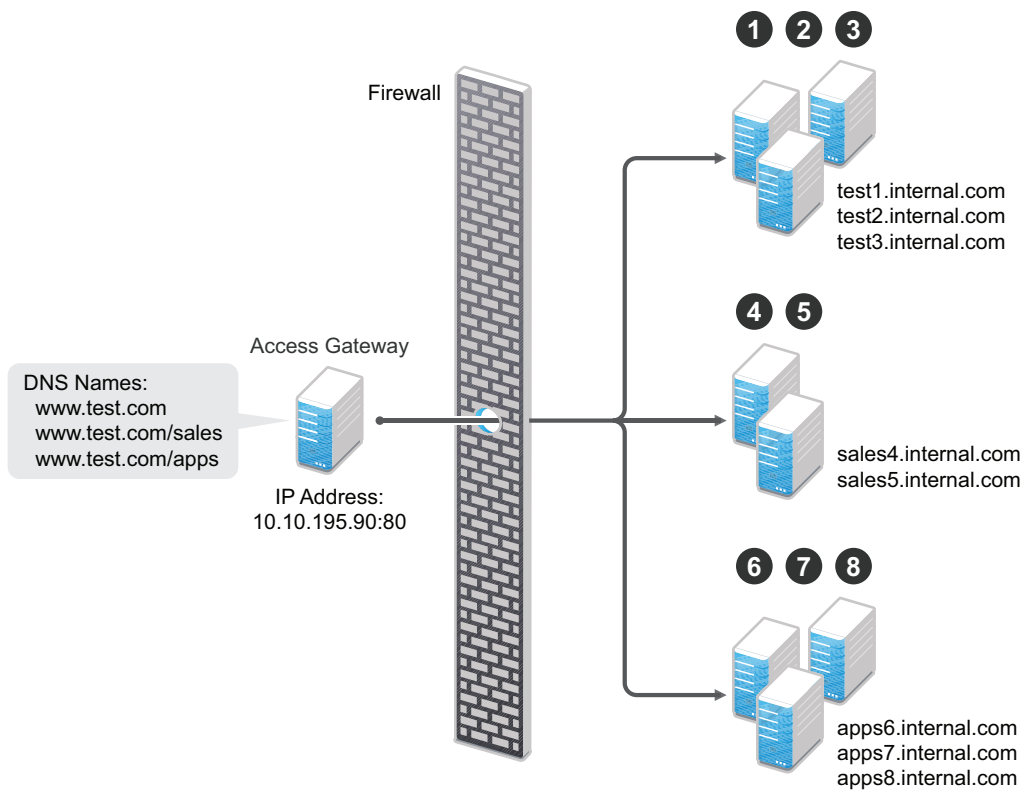 1 2 3
Firewall
test1.internal.com
test2.internal.com
test3.internal.com
4 5
Access Gateway
DNS Names:
www.test.com
www.test.com/sales
www.test.com/apps
IP Address:
10.10.195.90:80
sales4.internal.com
sales5.internal.com
6 7 8
apps6.internal.com
apps7.internal.com
apps8.internal.com